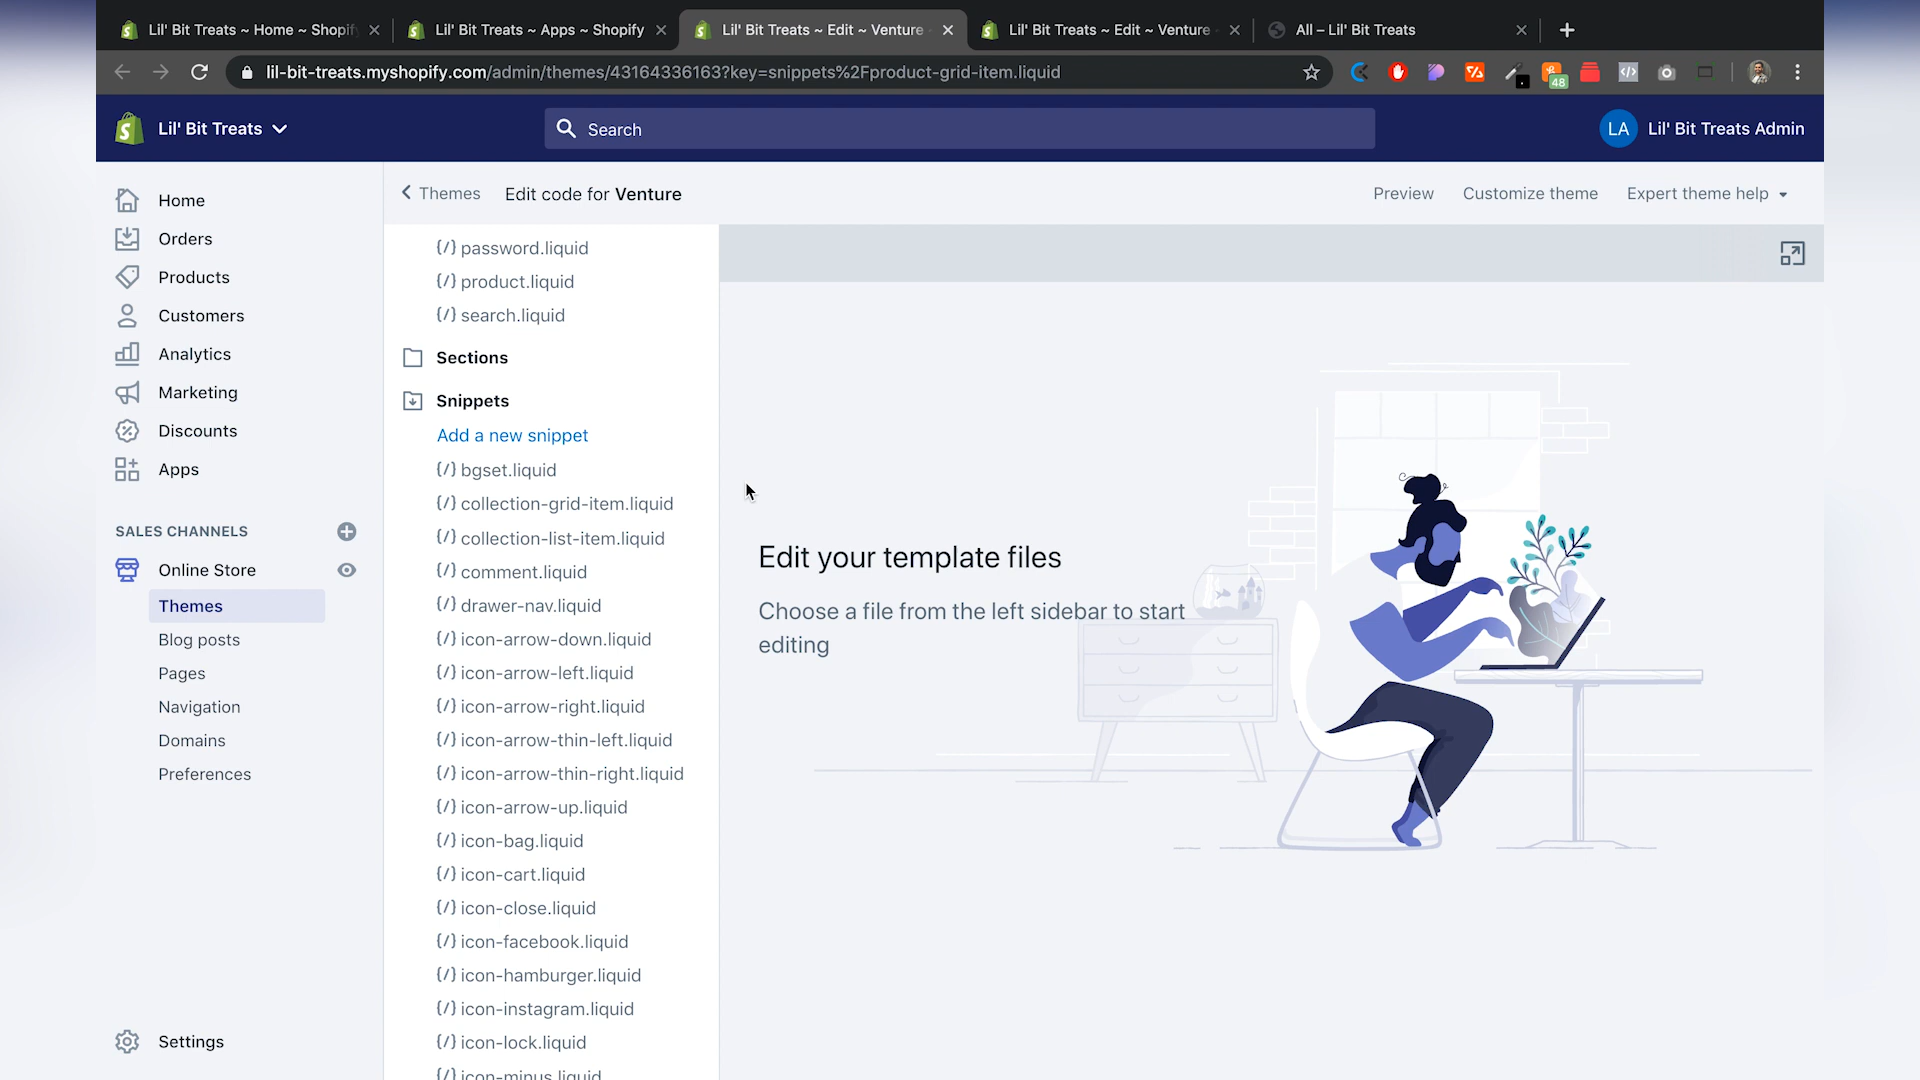 Lil' Bit Treats ~ Home ~ Shopif
Lil' Bit Treats ~ Apps ~ Shopify
Lil' Bit Treats ~ Edit ~ Venture
Lil' Bit Treats ~ Edit ~ Venture
All – Lil' Bit Treats
lil-bit-treats.myshopify.com/admin/themes/43164336163?key=snippets%2Fproduct-grid-item.liquid
48
Lil' Bit Treats
Search
LA
Lil' Bit Treats Admin
Home
Orders
Products
Customers
Analytics
Marketing
Discounts
Apps
SALES CHANNELS
Online Store
Themes
Blog posts
Pages
Navigation
Domains
Preferences
Settings
Themes
Edit code for Venture
Preview
Customize theme
Expert theme help
{/} password.liquid
{/} product.liquid
{/} search.liquid
Sections
Snippets
Add a new snippet
{/} bgset.liquid
{/} collection-grid-item.liquid
{/} collection-list-item.liquid
{/} comment.liquid
{/} drawer-nav.liquid
{/} icon-arrow-down.liquid
{/} icon-arrow-left.liquid
{/} icon-arrow-right.liquid
{/} icon-arrow-thin-left.liquid
{/} icon-arrow-thin-right.liquid
{/} icon-arrow-up.liquid
{/} icon-bag.liquid
{/} icon-cart.liquid
{/} icon-close.liquid
{/} icon-facebook.liquid
{/} icon-hamburger.liquid
{/} icon-instagram.liquid
{/} icon-lock.liquid
{/} icon-minus.liquid
Edit your template files
Choose a file from the left sidebar to start
editing